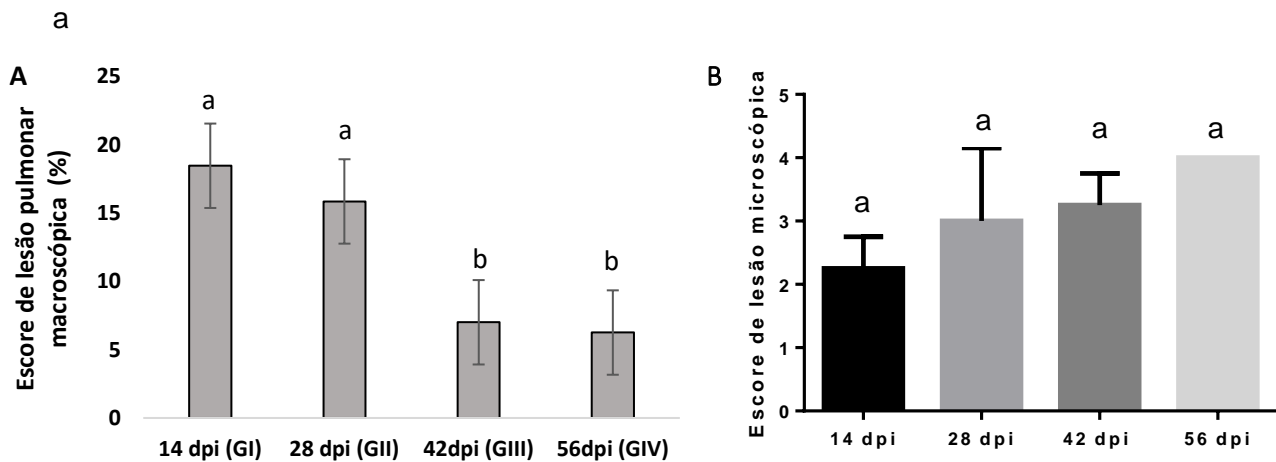 a
A
Escore de lesão pulmonar
macroscópica (%)
25
20
15
10
5
0
a
a
b
b
14 dpi (GI)
28 dpi (GII)
42dpi (GIII)
56dpi (GIV)
B
Escore de lesão microscópica
5
4
3
2
1
0
a
a
a
a
14 dpi
28 dpi
42 dpi
56 dpi